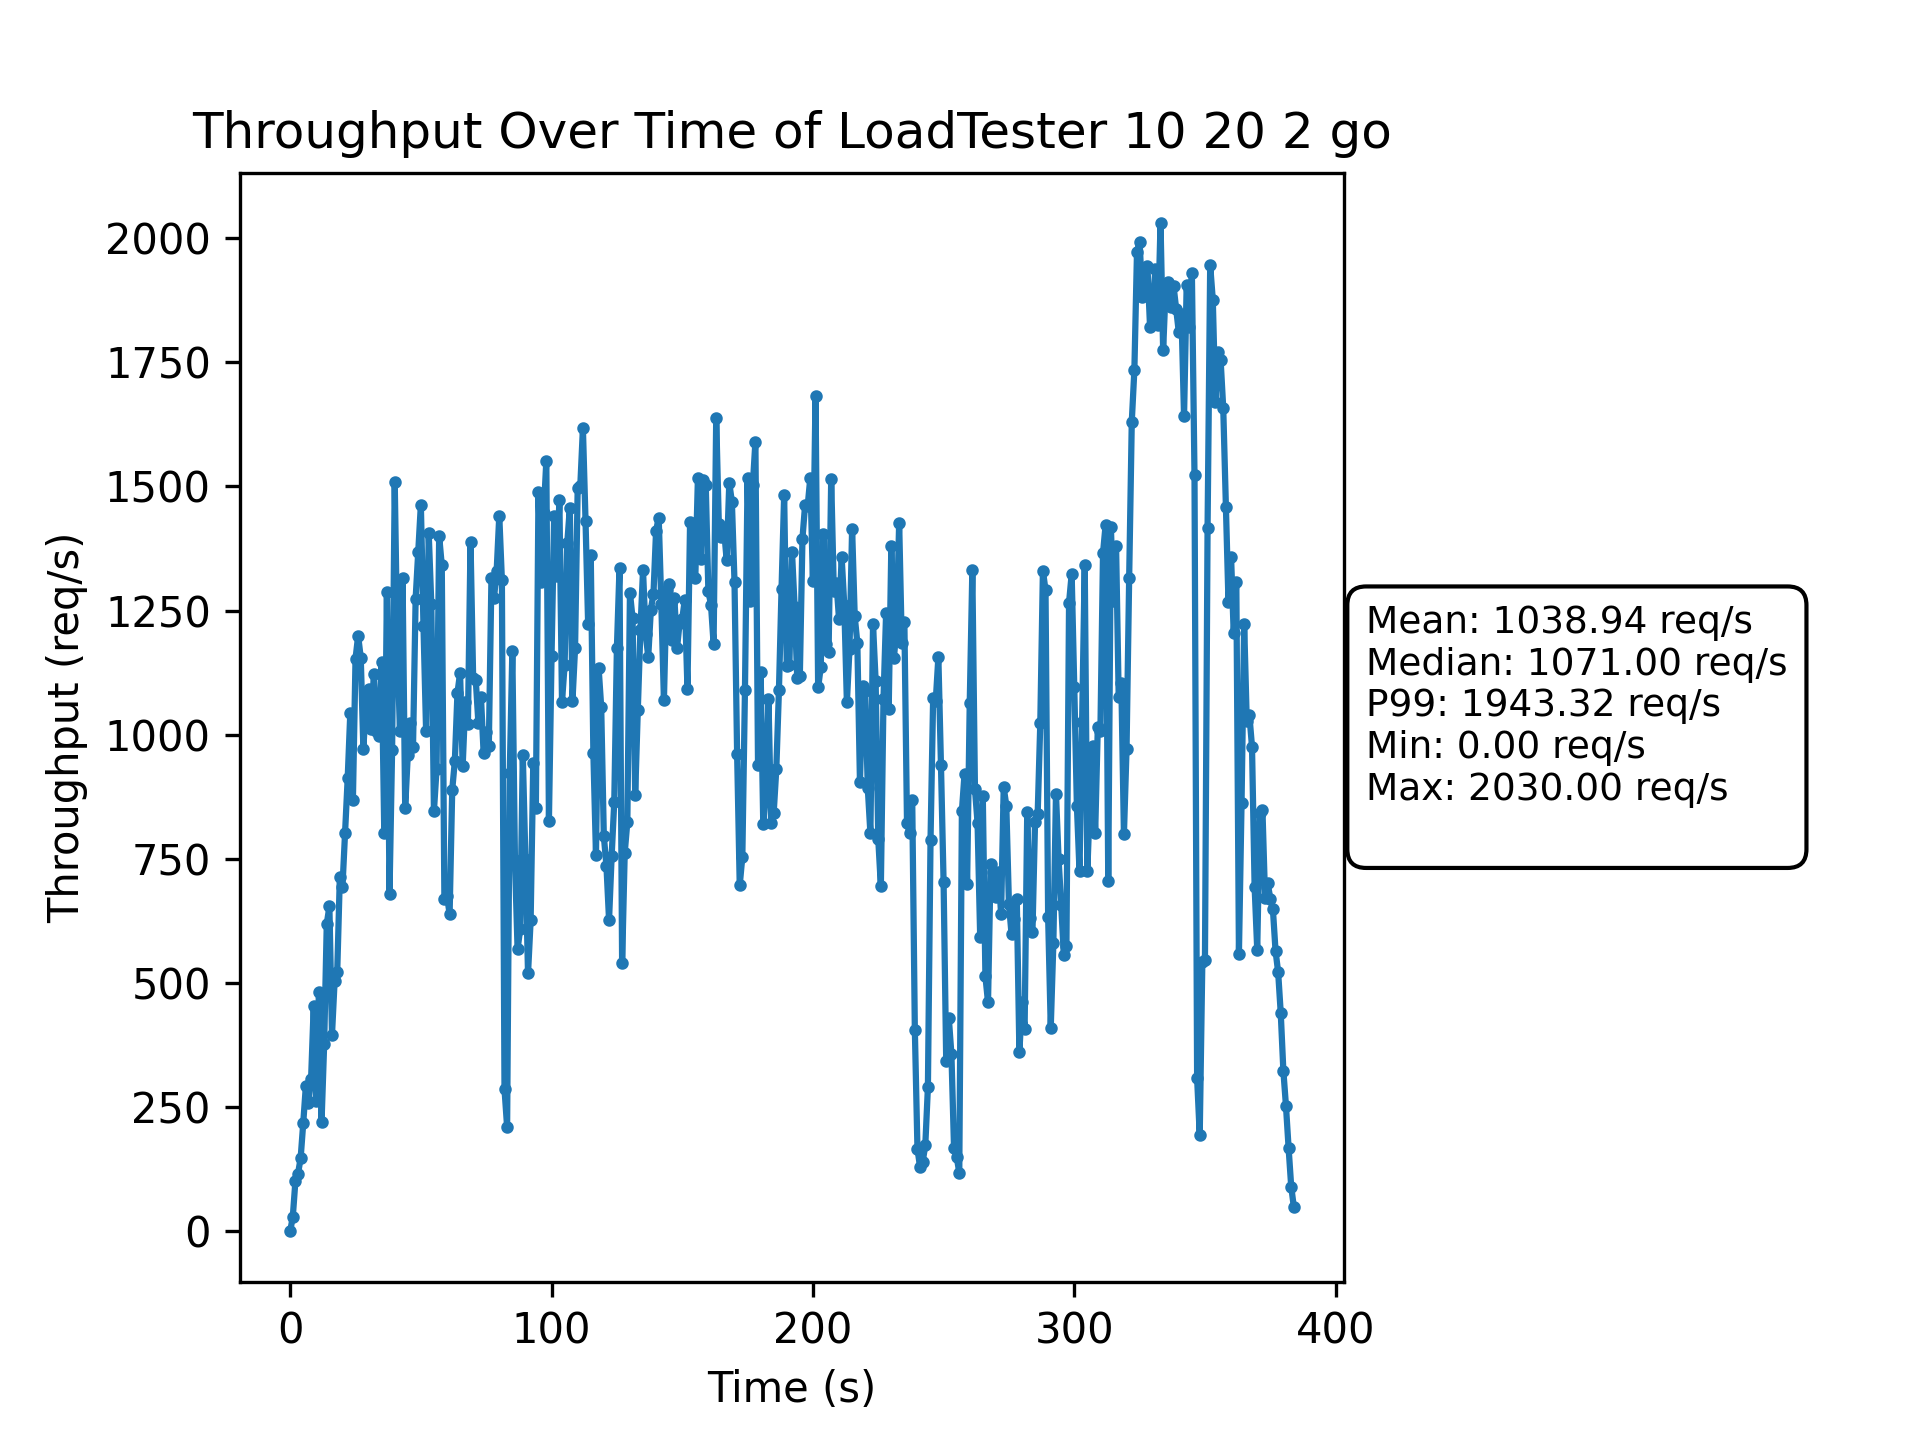 Throughput Over Time of LoadTester 10 20 2 go
Throughput (req/s)
2000
1750
1500
1250
1000
750
500
250
0
0 100 200 300 400
Time (s)
Mean: 1038.94 req/s
Median: 1071.00 req/s
P99: 1943.32 req/s
Min: 0.00 req/s
Max: 2030.00 req/s